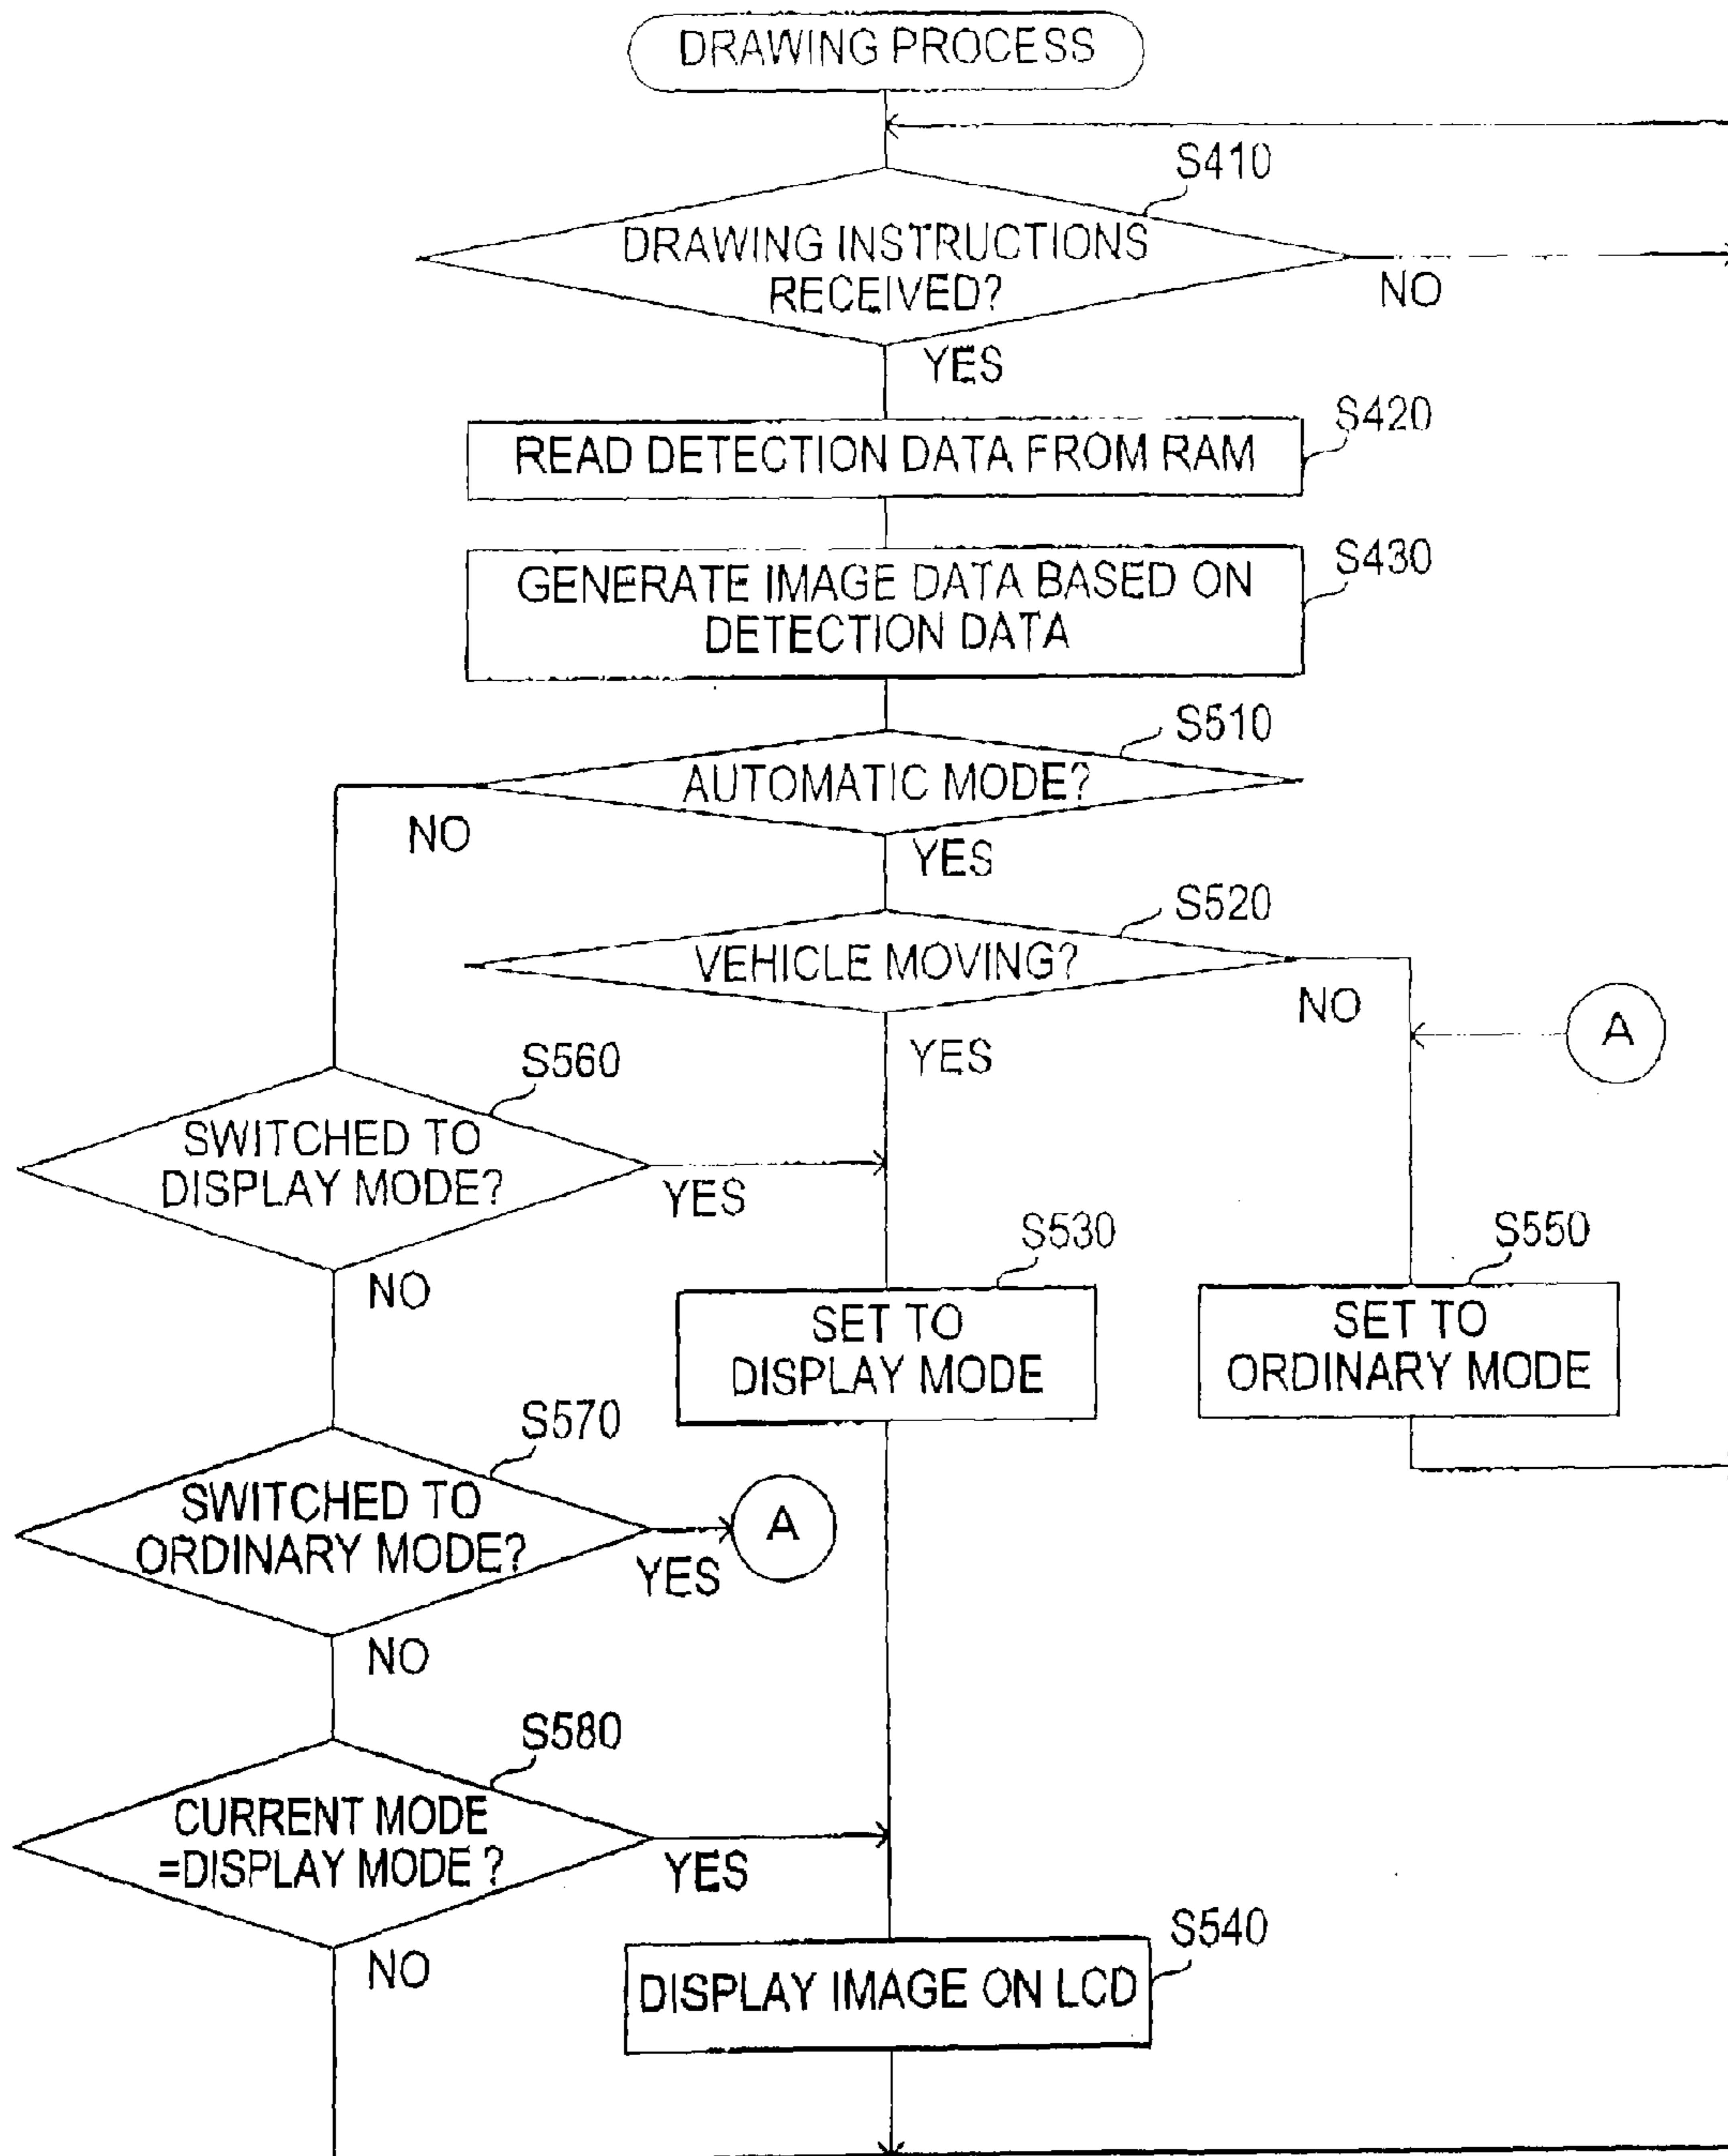 DRAWING PROCESS
S410
DRAWING INSTRUCTIONS
RECEIVED?
NO
YES
S420
READ DETECTION DATA FROM RAM
S430
GENERATE IMAGE DATA BASED ON
DETECTION DATA
S510
AUTOMATIC MODE?
NO
YES
S520
VEHICLE MOVING?
NO
A
YES
S560
SWITCHED TO
DISPLAY MODE?
YES
NO
S530
SET TO
DISPLAY MODE
S550
SET TO
ORDINARY MODE
S570
SWITCHED TO
ORDINARY MODE?
YES
A
NO
S580
CURRENT MODE
=DISPLAY MODE ?
YES
NO
S540
DISPLAY IMAGE ON LCD